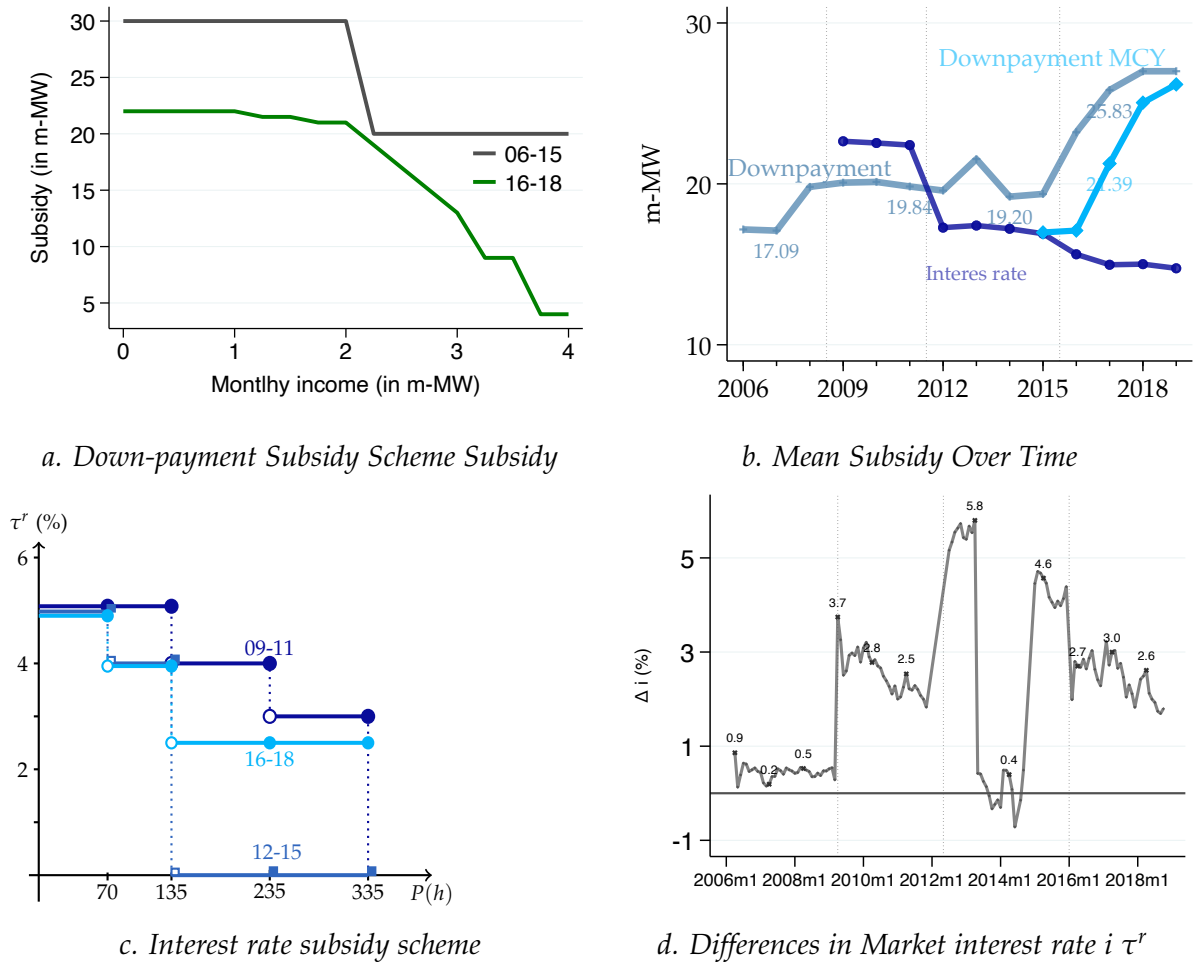 30
25
20
15
10
5
Subsidy (in m-MW)
06-15
16-18
0 1 2 3 4
Montlhy income (in m-MW)
a. Down-payment Subsidy Scheme Subsidy
30
20
10
m-MW
Downpayment MCY
25.83
Downpayment
21.39
19.84
19.20
17.09
Interes rate
2006 2009 2012 2015 2018
b. Mean Subsidy Over Time
τʳ (%)
6
4
2
09-11
16-18
12-15
70 135 235 335 P(h)
c. Interest rate subsidy scheme
5
3
1
-1
Δ i (%)
5.8
4.6
3.7
2.8
2.5
2.7
3.0
2.6
0.9
0.2
0.5
0.4
2006m1 2008m1 2010m1 2012m1 2014m1 2016m1 2018m1
d. Differences in Market interest rate i τʳ